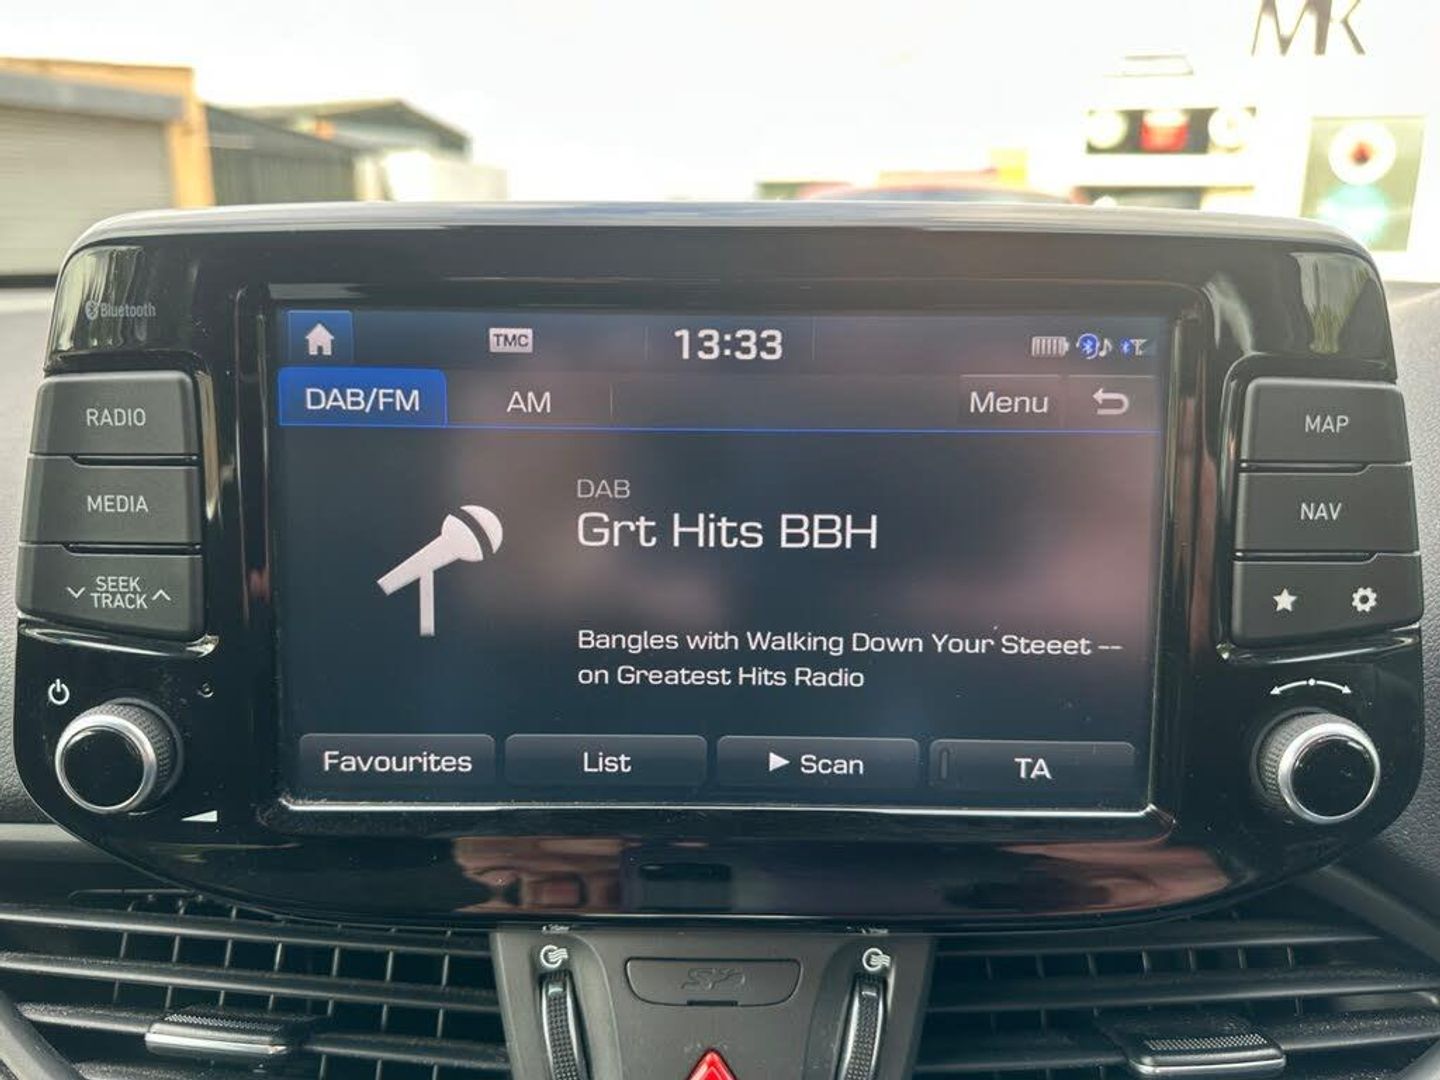 MK
Bluetooth
TMC
13:33
DAB/FM
AM
Menu
RADIO
MEDIA
SEEK
TRACK
MAP
NAV
DAB
Grt Hits BBH
Bangles with Walking Down Your Steeet --
on Greatest Hits Radio
Favourites
List
Scan
TA